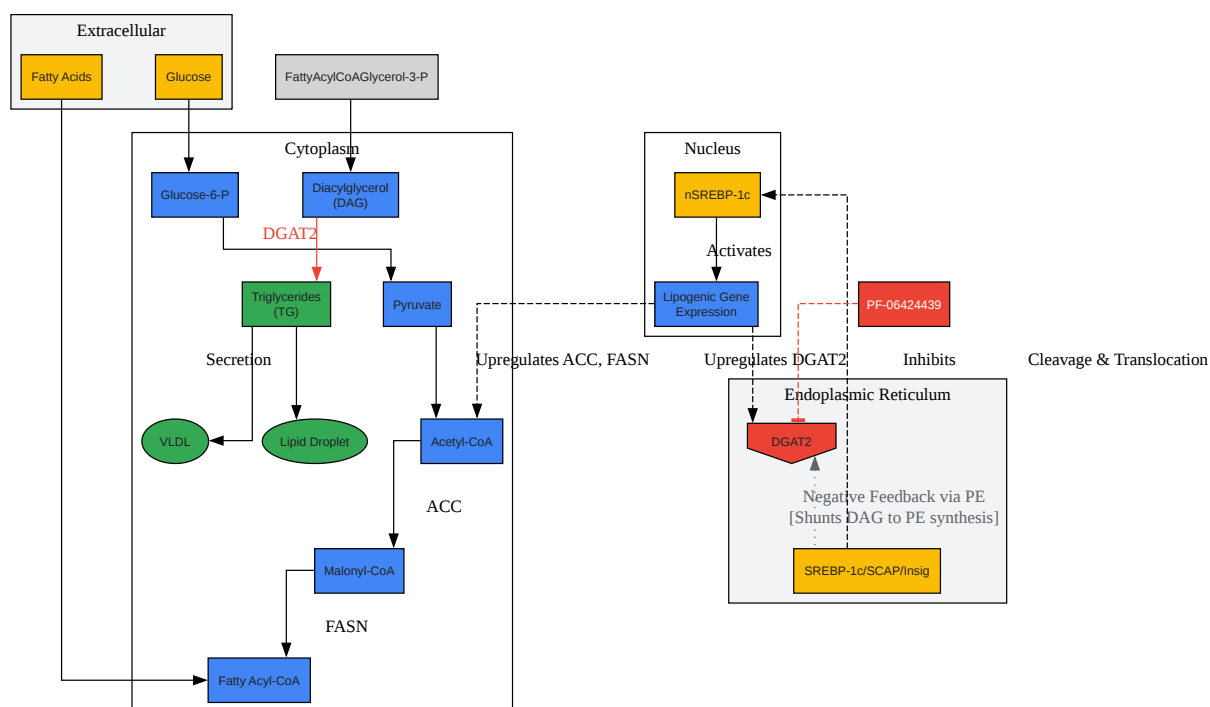 Extracellular
Fatty Acids
Glucose
FattyAcylCoAGlycerol-3-P
Cytoplasm
Nucleus
Glucose-6-P
Diacylglycerol
(DAG)
nSREBP-1c
DGAT2
Activates
Triglycerides
(TG)
Pyruvate
Lipogenic Gene
Expression
PF-06424439
Secretion
Upregulates ACC, FASN
Upregulates DGAT2
Inhibits
Cleavage & Translocation
Endoplasmic Reticulum
VLDL
Lipid Droplet
Acetyl-CoA
DGAT2
Negative Feedback via PE
[Shunts DAG to PE synthesis]
ACC
Malonyl-CoA
SREBP-1c/SCAP/Insig
FASN
Fatty Acyl-CoA